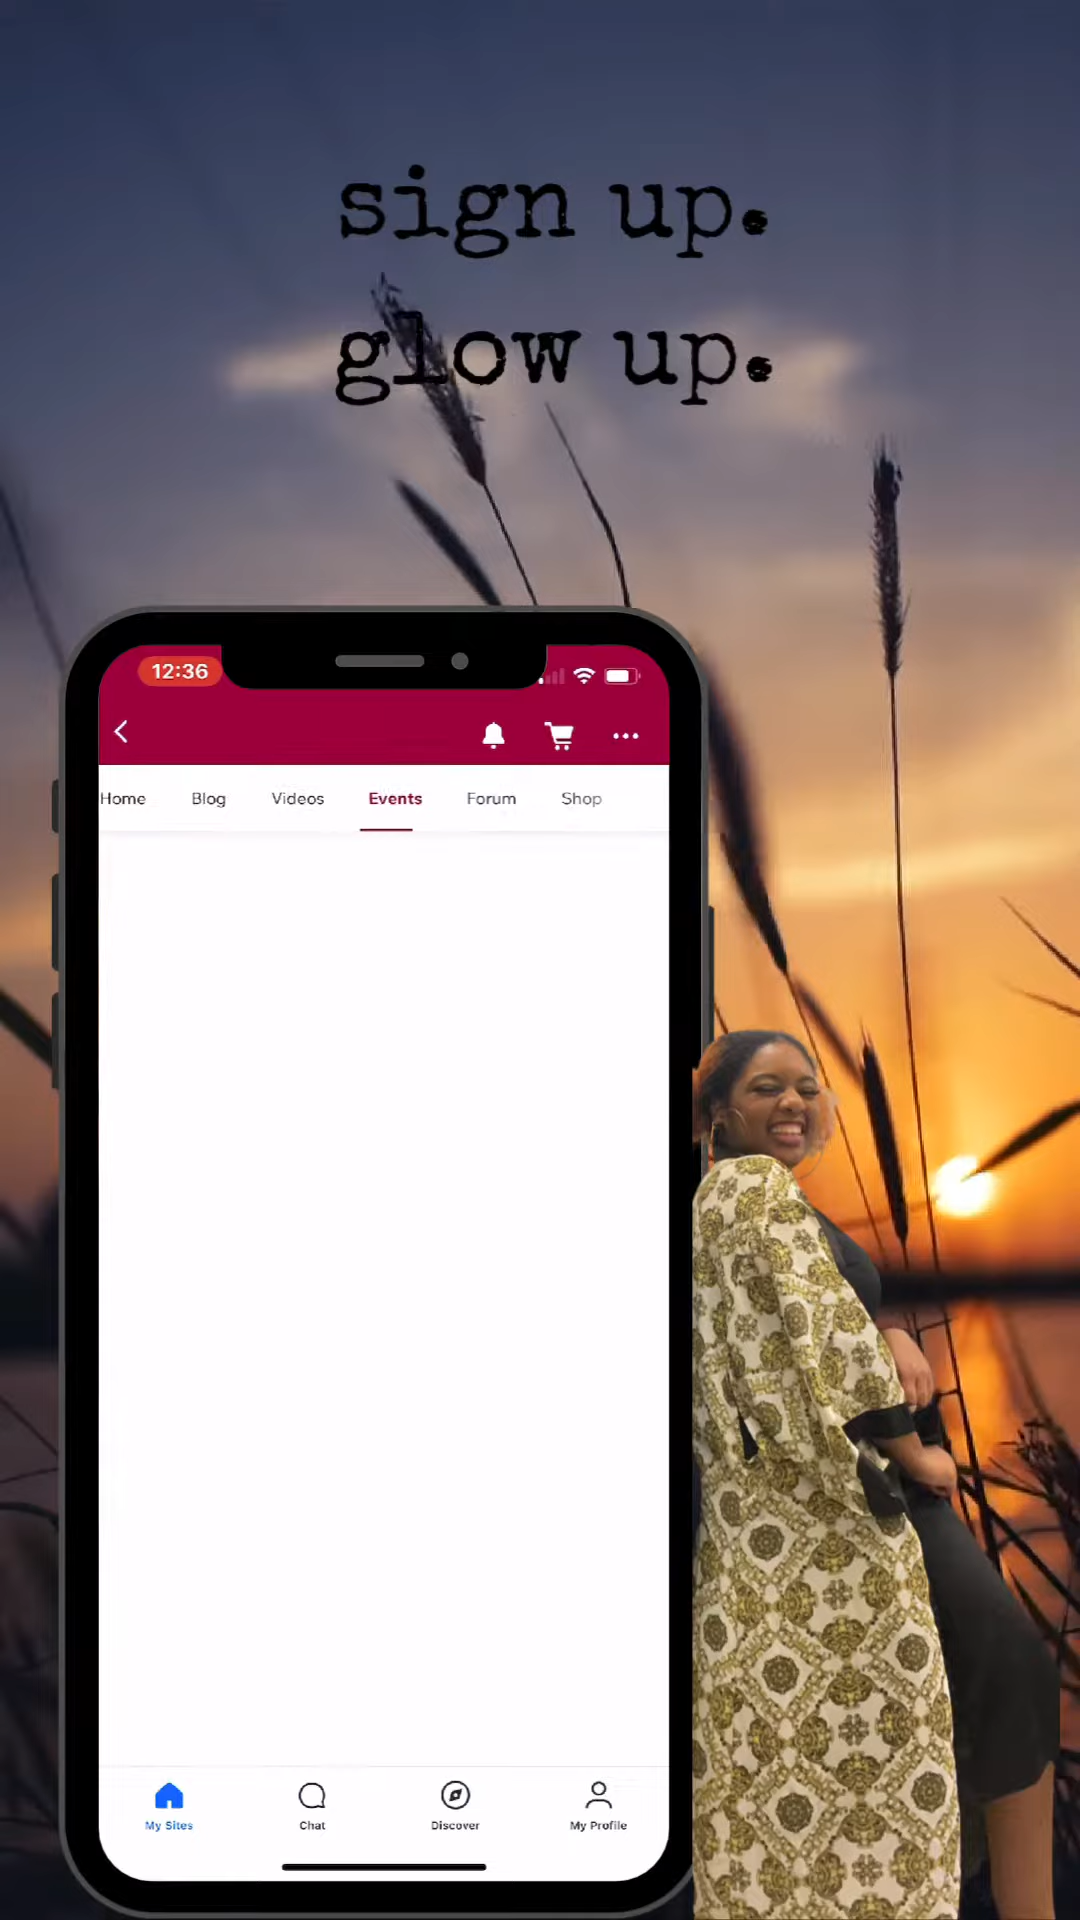 sign up.
glow up.
12:36
Home Blog Videos Events Forum Shop
My Sites Chat Discover My Profile